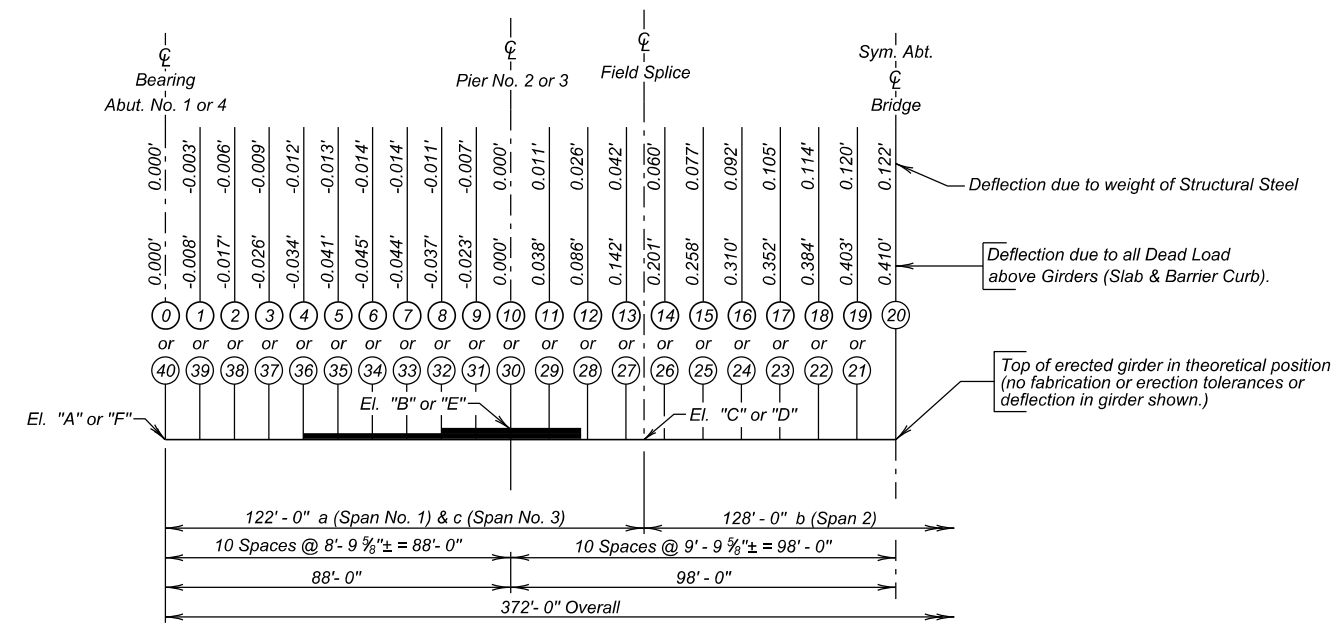 ℄
Bearing
Abut. No. 1 or 4
℄
Pier No. 2 or 3
℄
Field Splice
Sym. Abt.
℄
Bridge
0.000' -0.003' -0.006' -0.009' -0.012' -0.013' -0.014' -0.014' -0.011' -0.007' 0.000' 0.011' 0.026' 0.042' 0.060' 0.077' 0.092' 0.105' 0.114' 0.120' 0.122'
Deflection due to weight of Structural Steel
0.000' -0.008' -0.017' -0.026' -0.034' -0.041' -0.045' -0.044' -0.037' -0.023' 0.000' 0.038' 0.086' 0.142' 0.201' 0.258' 0.310' 0.352' 0.384' 0.403' 0.410'
Deflection due to all Dead Load
above Girders (Slab & Barrier Curb).
0 1 2 3 4 5 6 7 8 9 10 11 12 13 14 15 16 17 18 19 20
or or or or or or or or or or or or or or or or or or or or
40 39 38 37 36 35 34 33 32 31 30 29 28 27 26 25 24 23 22 21
Top of erected girder in theoretical position
(no fabrication or erection tolerances or
deflection in girder shown.)
El. "A" or "F"
El. "B" or "E"
El. "C" or "D"
122' - 0" a (Span No. 1) & c (Span No. 3)
128' - 0" b (Span 2)
10 Spaces @ 8'- 9 5/8"± = 88'- 0"
10 Spaces @ 9' - 9 5/8"± = 98' - 0"
88'- 0"
98' - 0"
372'- 0" Overall